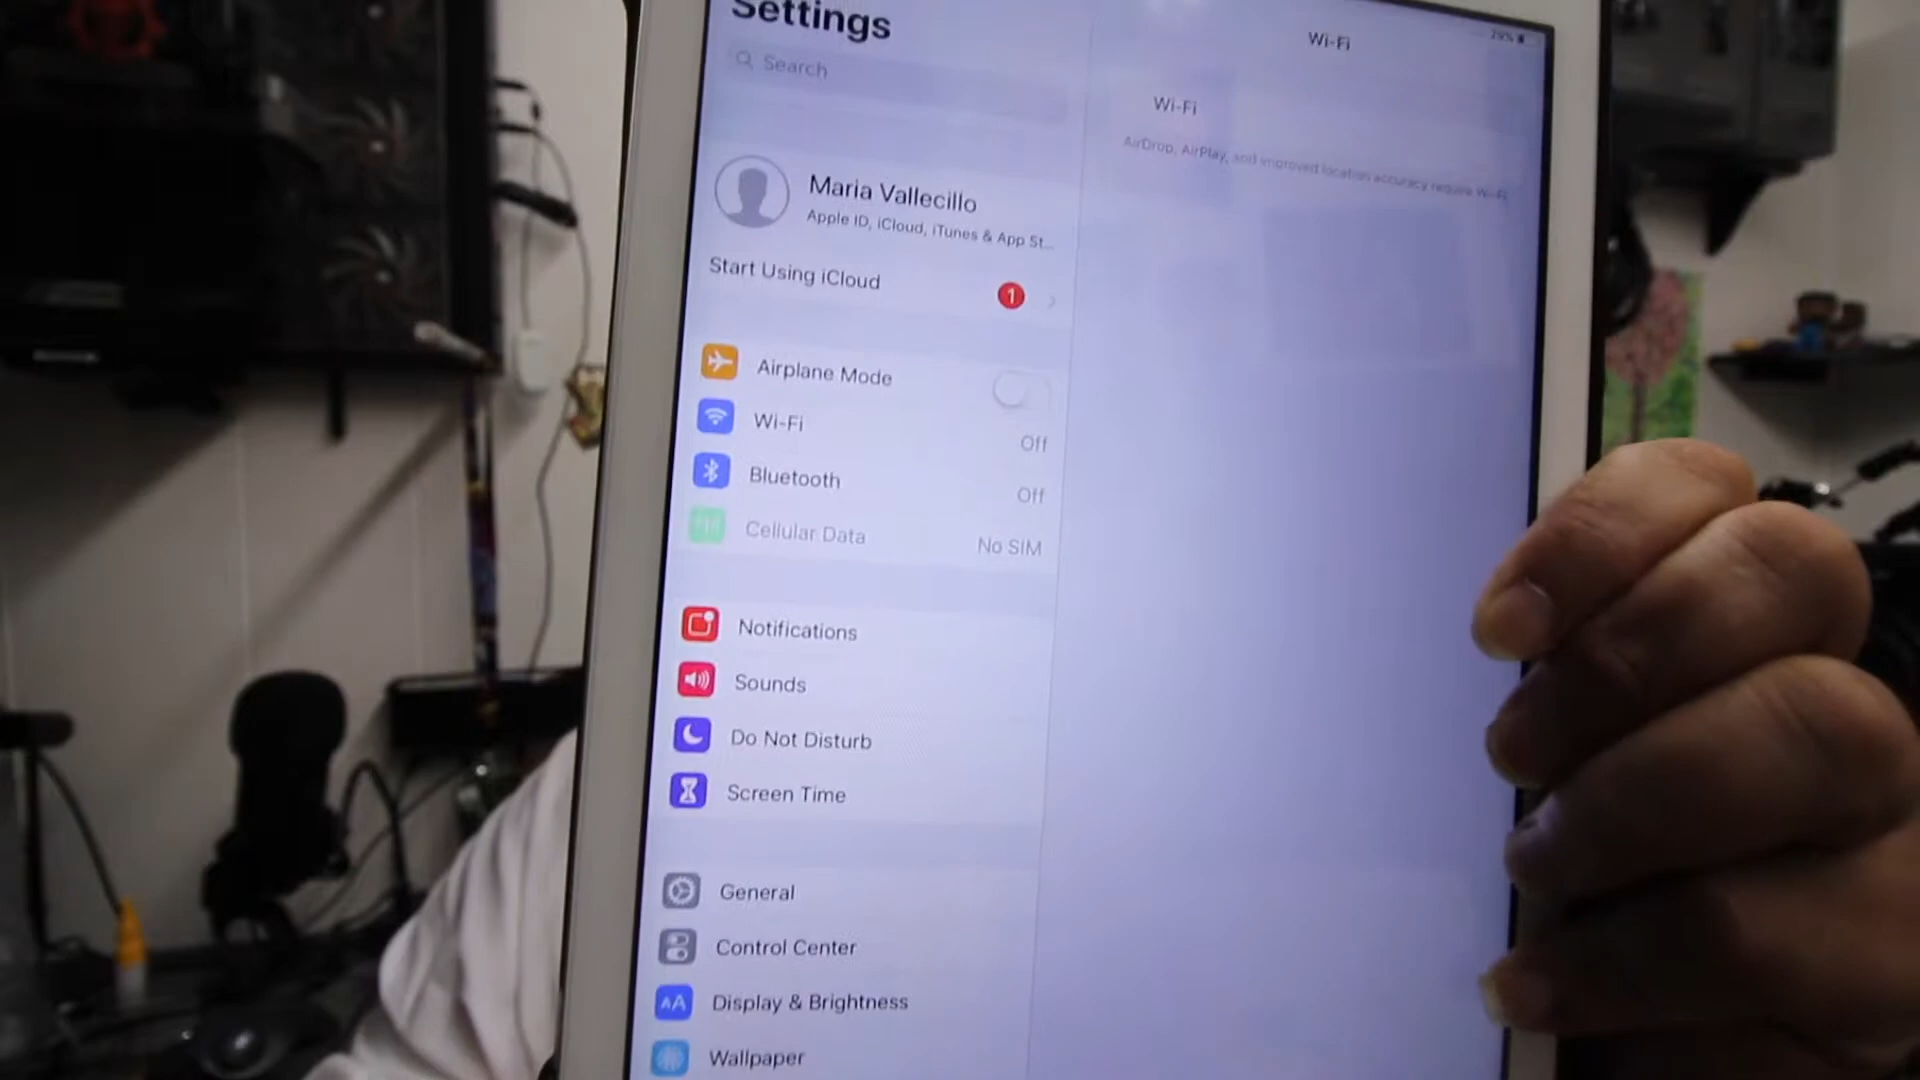 Settings
Search
Maria Vallecillo
Apple ID, iCloud, iTunes & App St...
Start Using iCloud
1
Airplane Mode
Wi-Fi
Off
Bluetooth
Off
Cellular Data
No SIM
Notifications
Sounds
Do Not Disturb
Screen Time
General
Control Center
AA
Display & Brightness
Wallpaper
29%
Wi-Fi
Wi-Fi
AirDrop, AirPlay, and improved location accuracy require Wi-Fi.